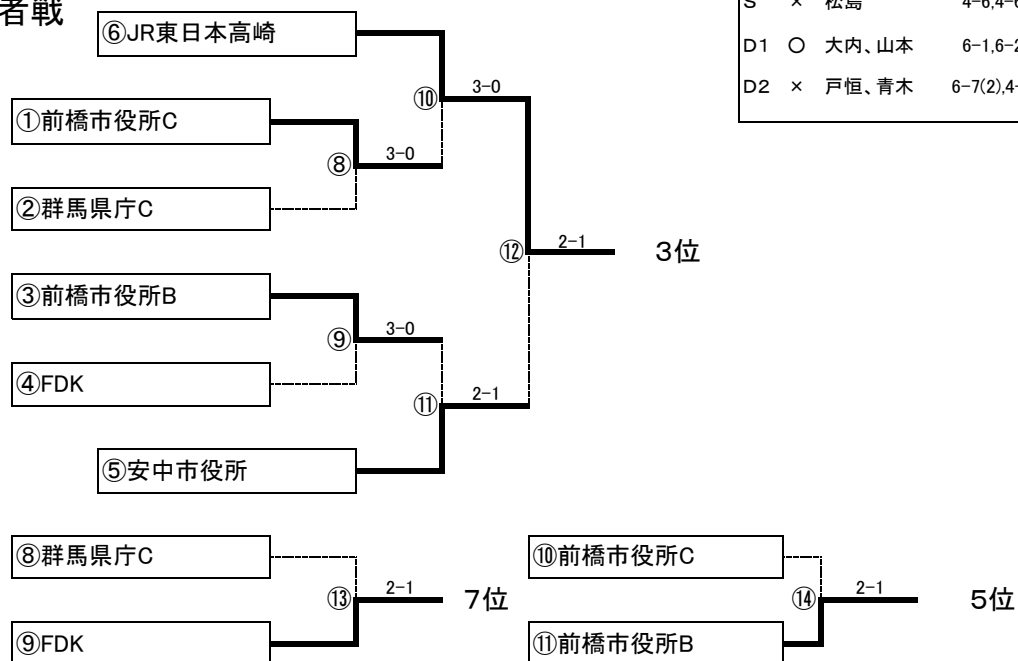 者戦
⑥JR東日本高崎
⑩
3-0
①前橋市役所C
⑧
3-0
②群馬県庁C
⑫
2-1
3位
③前橋市役所B
⑨
3-0
④FDK
⑪
2-1
⑤安中市役所
⑧群馬県庁C
⑬
2-1
7位
⑨FDK
⑩前橋市役所C
⑭
2-1
5位
⑪前橋市役所B
S × 松島
D1 ○ 大内、山本 6-1,6-2
D2 × 戸恒、青木 6-7(2),4-